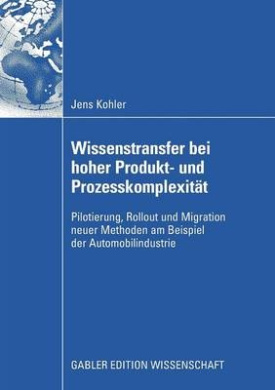 Jens Kohler
Wissenstransfer bei
hoher Produkt- und
Prozesskomplexität
Pilotierung, Rollout und Migration
neuer Methoden am Beispiel
der Automobilindustrie
GABLER EDITION WISSENSCHAFT